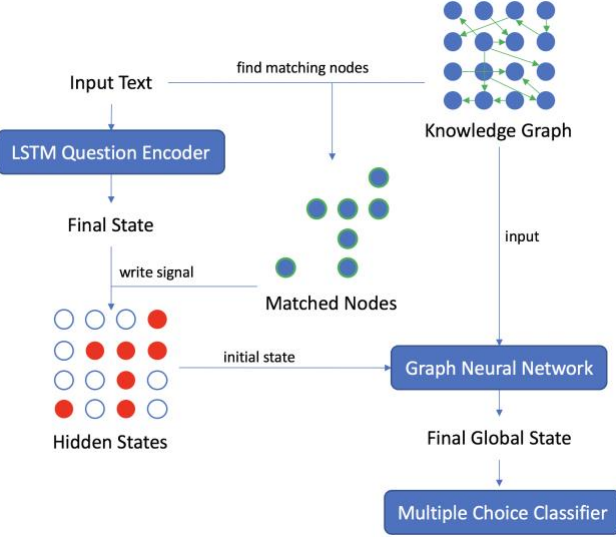 find matching nodes
Input Text
Knowledge Graph
LSTM Question Encoder
Final State
input
write signal
Matched Nodes
initial state
Graph Neural Network
Hidden States
Final Global State
Multiple Choice Classifier